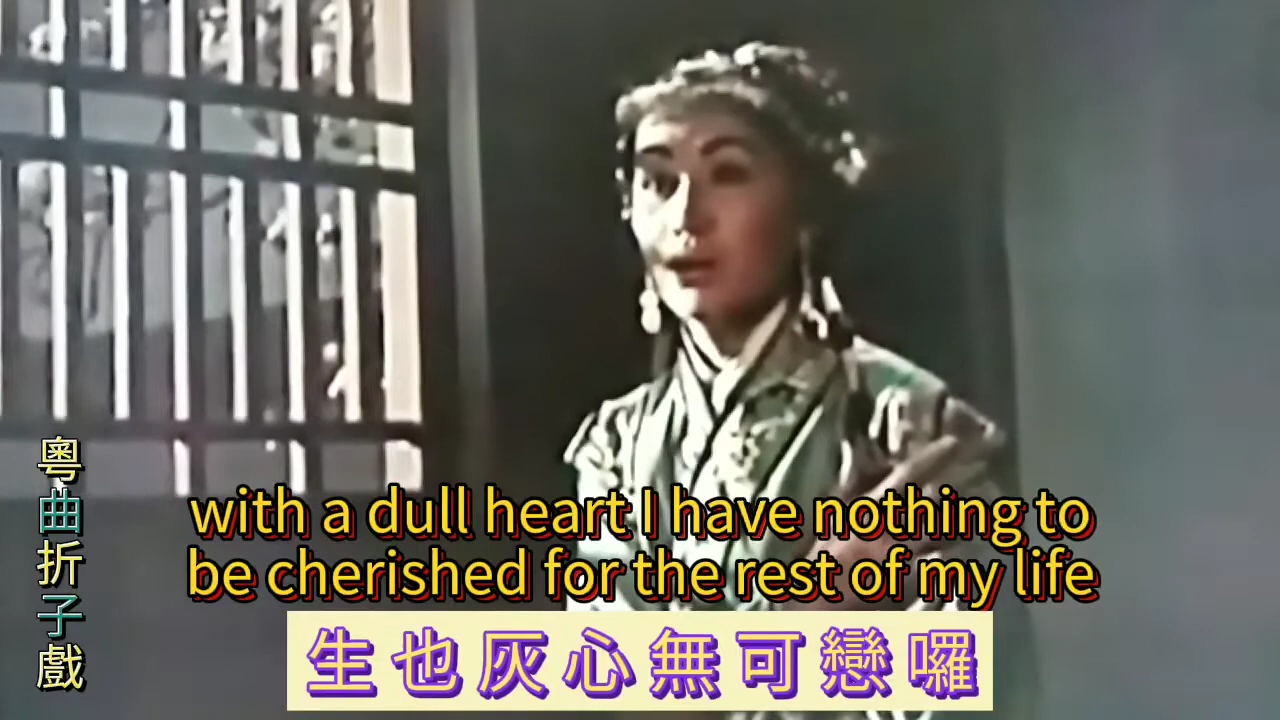 粵曲折子戲
with a dull heart I have nothing to
be cherished for the rest of my life
生也灰心無可戀囉